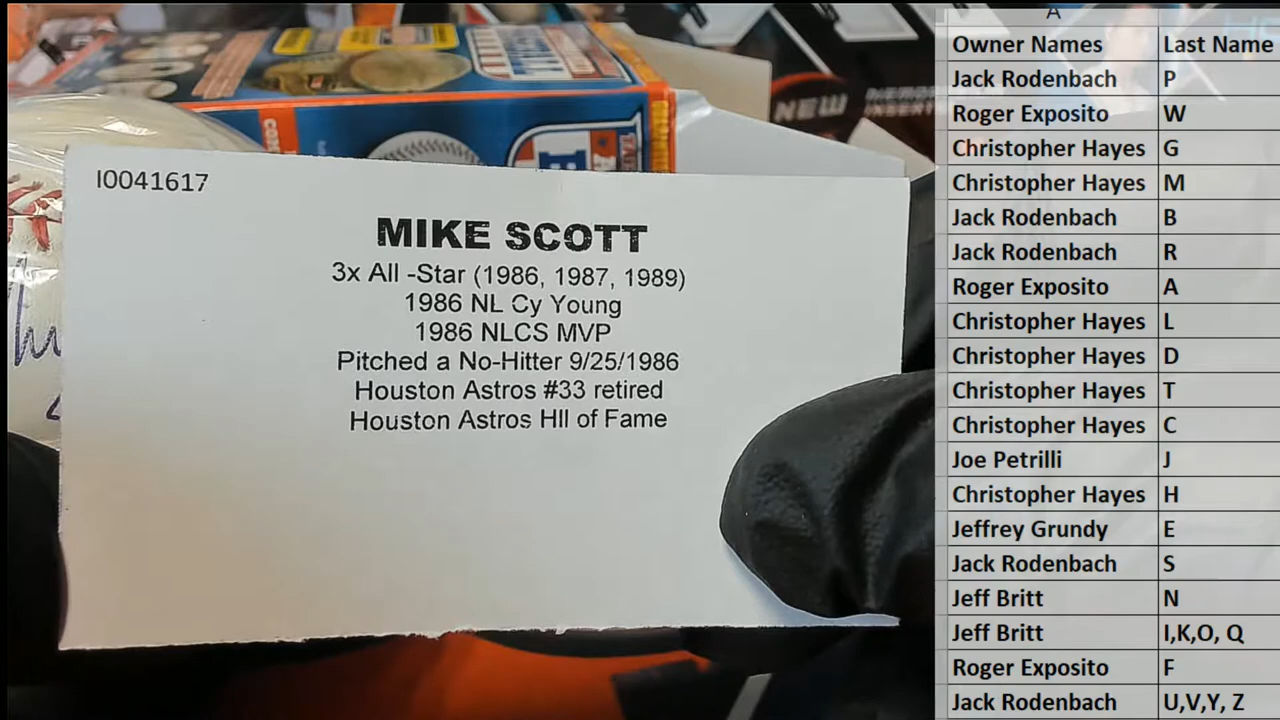 NEW
I0041617
MIKE SCOTT
3x All -Star (1986, 1987, 1989)
1986 NL Cy Young
1986 NLCS MVP
Pitched a No-Hitter 9/25/1986
Houston Astros #33 retired
Houston Astros Hll of Fame
A
Owner Names Last Name
Jack Rodenbach P
Roger Exposito W
Christopher Hayes G
Christopher Hayes M
Jack Rodenbach B
Jack Rodenbach R
Roger Exposito A
Christopher Hayes L
Christopher Hayes D
Christopher Hayes T
Christopher Hayes C
Joe Petrilli J
Christopher Hayes H
Jeffrey Grundy E
Jack Rodenbach S
Jeff Britt N
Jeff Britt I,K,O, Q
Roger Exposito F
Jack Rodenbach U,V,Y, Z